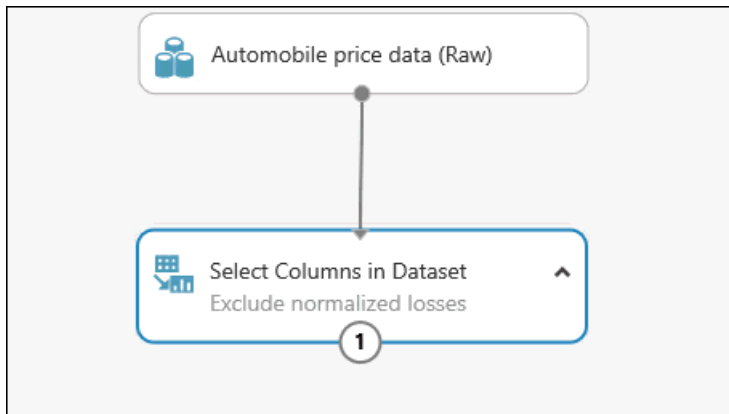 Automobile price data (Raw)
Select Columns in Dataset
Exclude normalized losses
1